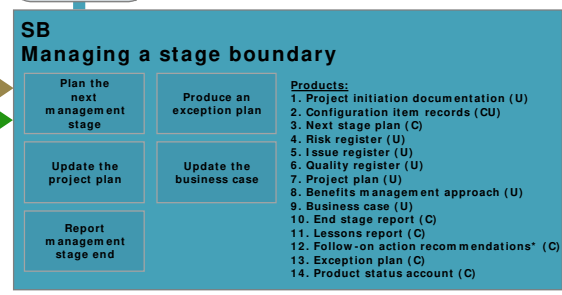 SB
Managing a stage boundary
Plan the
next
management
stage
Produce an
exception plan
Update the
project plan
Update the
business case
Report
management
stage end
Products:
1. Project initiation documentation (U)
2. Configuration item records (CU)
3. Next stage plan (C)
4. Risk register (U)
5. Issue register (U)
6. Quality register (U)
7. Project plan (U)
8. Benefits management approach (U)
9. Business case (U)
10. End stage report (C)
11. Lessons report (C)
12. Follow-on action recommendations* (C)
13. Exception plan (C)
14. Product status account (C)